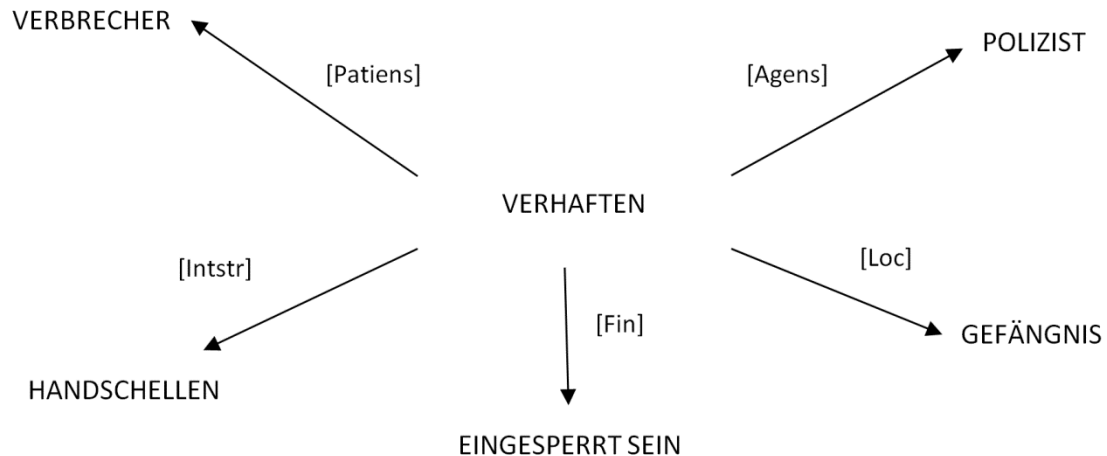 VERBRECHER
POLIZIST
[Patiens]
[Agens]
VERHAFTEN
[Intstr]
[Loc]
[Fin]
GEFÄNGNIS
HANDSCHELLEN
EINGESPERRT SEIN